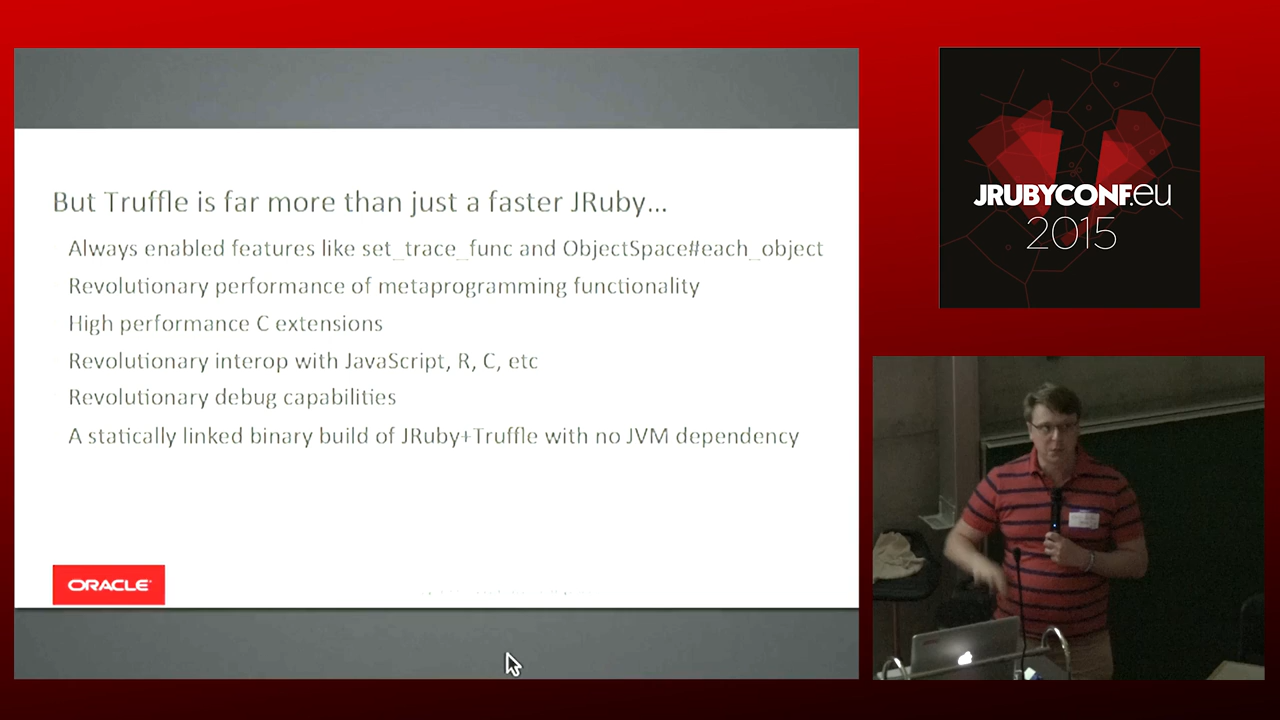 But Truffle is far more than just a faster JRuby...
Always enabled features like set_trace_func and ObjectSpace#each_object
Revolutionary performance of metaprogramming functionality
High performance C extensions
Revolutionary interop with JavaScript, R, C, etc
Revolutionary debug capabilities
A statically linked binary build of JRuby+Truffle with no JVM dependency
ORACLE
JRUBYCONF.eu
2015